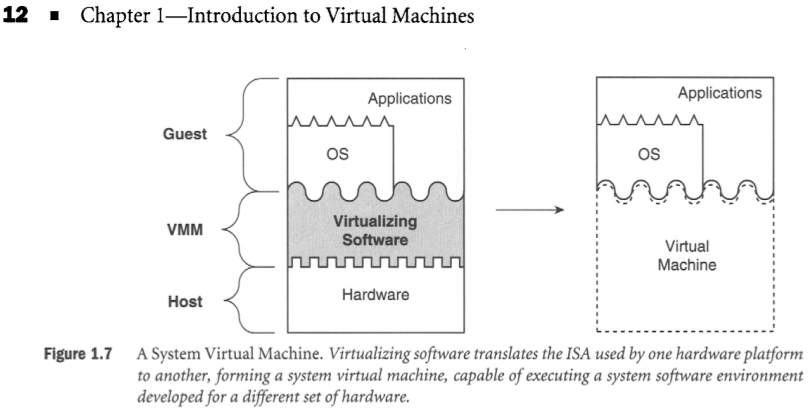 12 ■ Chapter 1—Introduction to Virtual Machines
Applications
Guest
OS
VMM
Virtualizing
Software
Host
Hardware
Applications
OS
Virtual
Machine
Figure 1.7 A System Virtual Machine. Virtualizing software translates the ISA used by one hardware platform
to another, forming a system virtual machine, capable of executing a system software environment
developed for a different set of hardware.